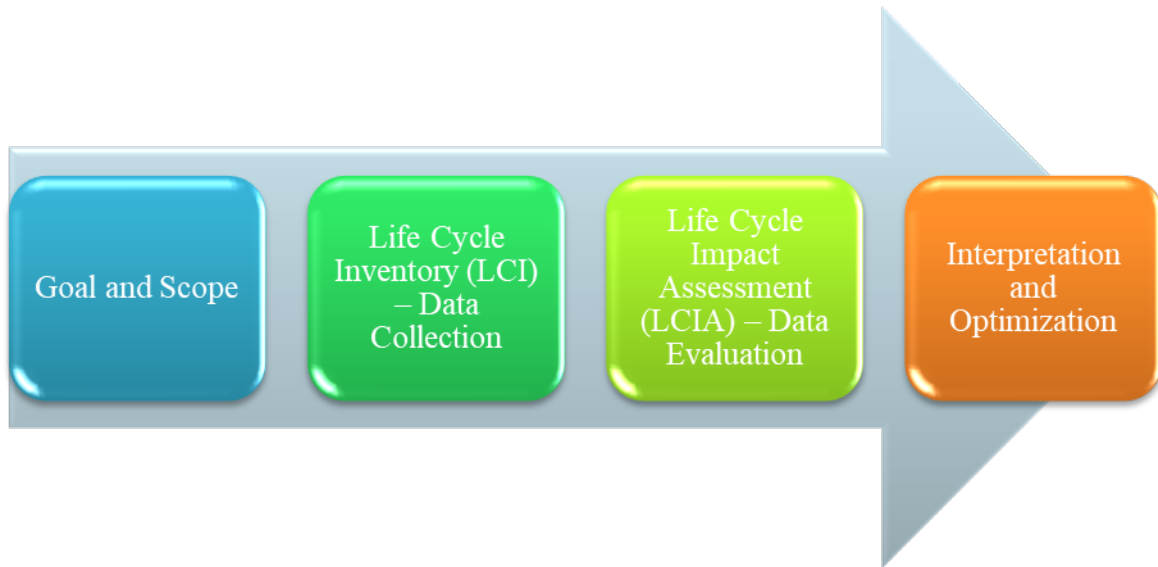 Goal and Scope
Life Cycle
Inventory (LCI)
– Data
Collection
Life Cycle
Impact
Assessment
(LCIA) – Data
Evaluation
Interpretation
and
Optimization